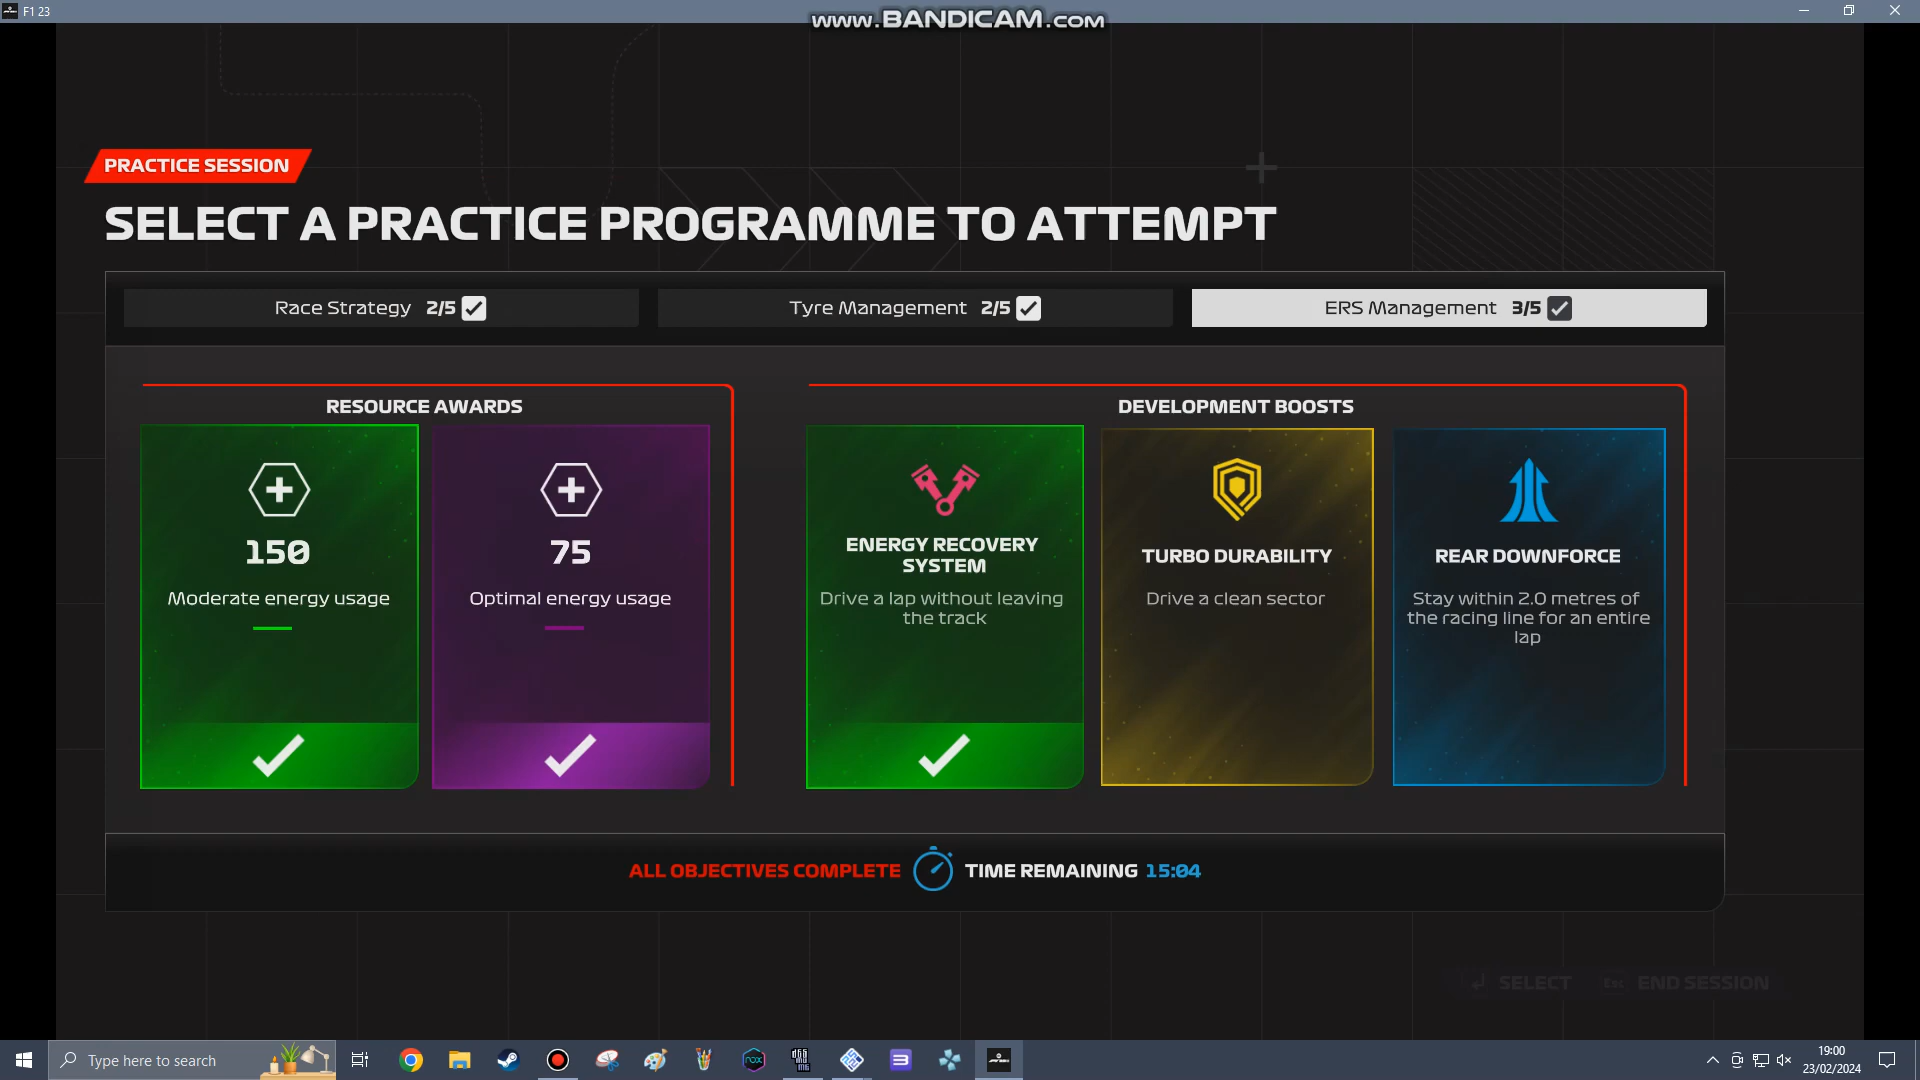 F1 23
www.BANDICAM.com
PRACTICE SESSION
SELECT A PRACTICE PROGRAMME TO ATTEMPT
Race Strategy 2/5
Tyre Management 2/5
ERS Management 3/5
RESOURCE AWARDS
150
Moderate energy usage
75
Optimal energy usage
DEVELOPMENT BOOSTS
ENERGY RECOVERY
SYSTEM
Drive a lap without leaving
the track
TURBO DURABILITY
Drive a clean sector
REAR DOWNFORCE
Stay within 2.0 metres of
the racing line for an entire
lap
ALL OBJECTIVES COMPLETE TIME REMAINING 15:04
SELECT Esc END SESSION
Type here to search
nox
3
19:00
23/02/2024